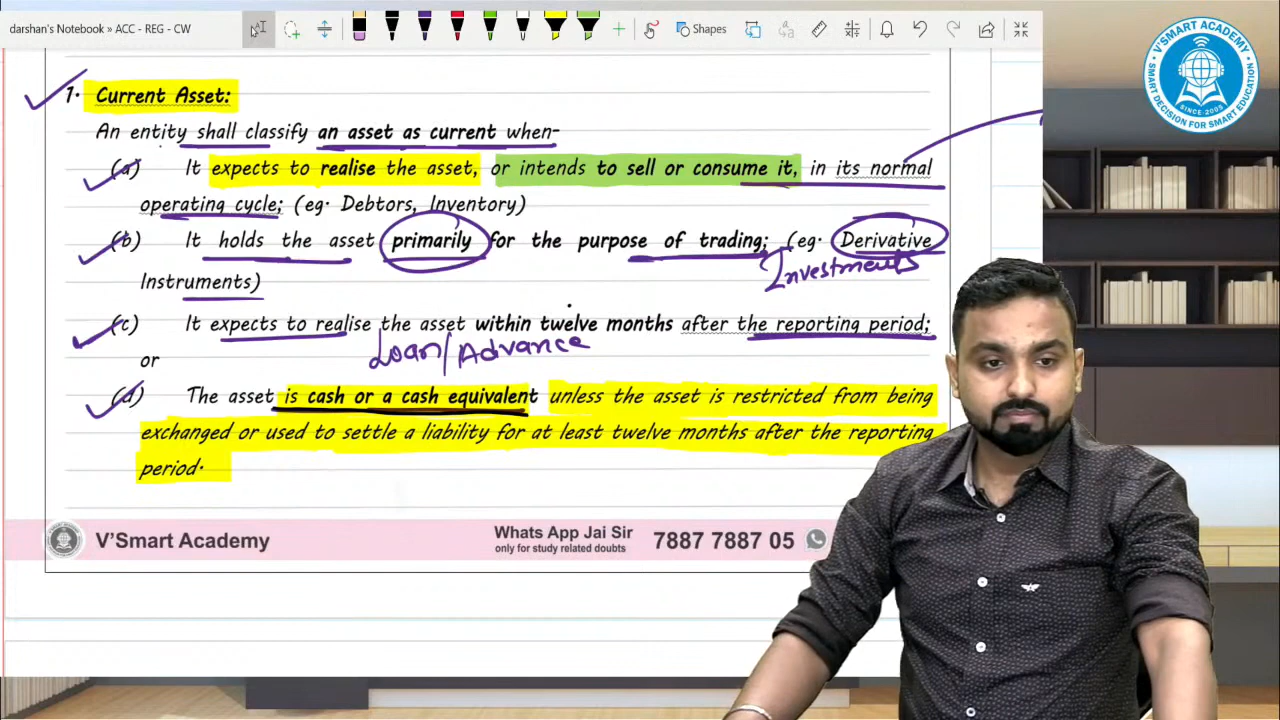 darshan's Notebook » ACC - REG - CW
Shapes
V'SMART ACADEMY
SINCE-2005
SMART DECISION FOR SMART EDUCATION
1. Current Asset:
An entity shall classify an asset as current when-
(a) It expects to realise the asset, or intends to sell or consume it, in its normal
operating cycle; (eg. Debtors, Inventory)
(b) It holds the asset primarily for the purpose of trading; (eg. Derivative
Investments
Instruments)
(c) It expects to realise the asset within twelve months after the reporting period;
or
Loan/Advance
(d) The asset is cash or a cash equivalent unless the asset is restricted from being
exchanged or used to settle a liability for at least twelve months after the reporting
period.
V'Smart Academy
Whats App Jai Sir
only for study related doubts
7887 7887 05